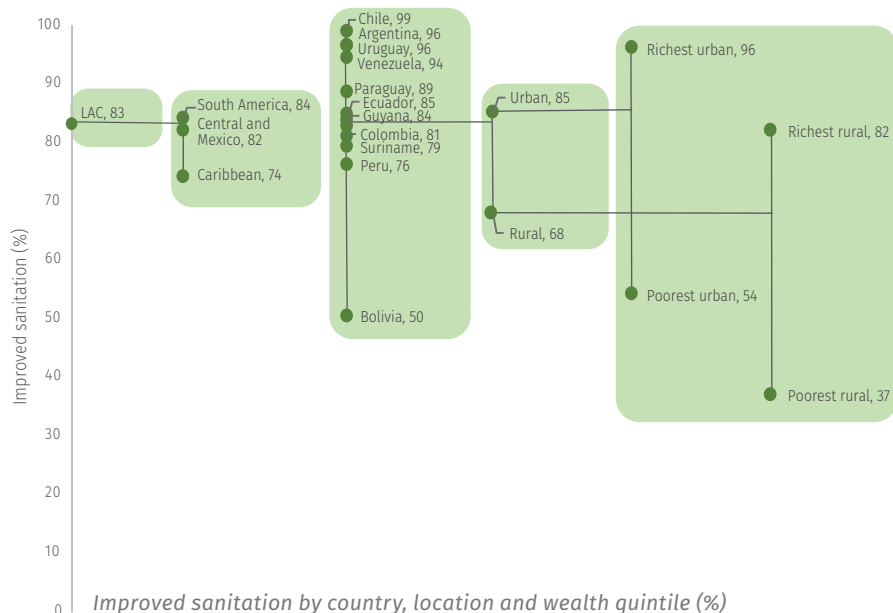 Improved sanitation (%)
100
90
80
70
60
50
40
30
20
10
0
LAC, 83
South America, 84
Central and
Mexico, 82
Caribbean, 74
Chile, 99
Argentina, 96
Uruguay, 96
Venezuela, 94
Paraguay, 89
Ecuador, 85
Guyana, 84
Colombia, 81
Suriname, 79
Peru, 76
Bolivia, 50
Urban, 85
Rural, 68
Richest urban, 96
Poorest urban, 54
Richest rural, 82
Poorest rural, 37
Improved sanitation by country, location and wealth quintile (%)